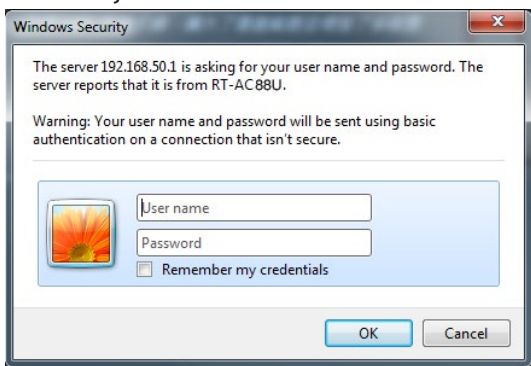 Windows Security
The server 192.168.50.1 is asking for your user name and password. The
server reports that it is from RT-AC88U.
Warning: Your user name and password will be sent using basic
authentication on a connection that isn't secure.
User name
Password
Remember my credentials
OK
Cancel